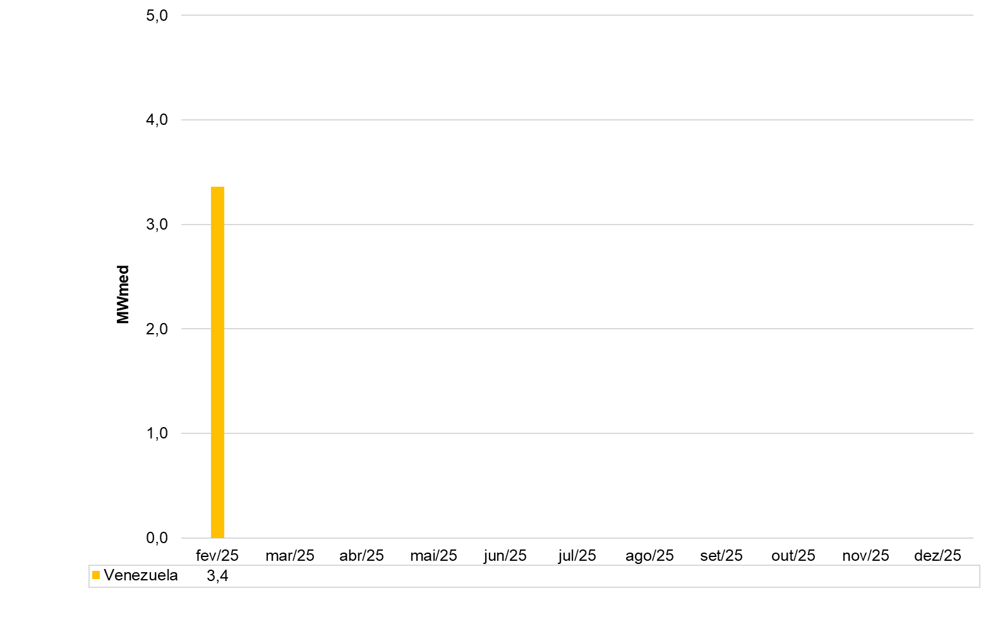 5,0
4,0
3,0
2,0
1,0
0,0
MWmed
fev/25 mar/25 abr/25 mai/25 jun/25 jul/25 ago/25 set/25 out/25 nov/25 dez/25
Venezuela 3,4